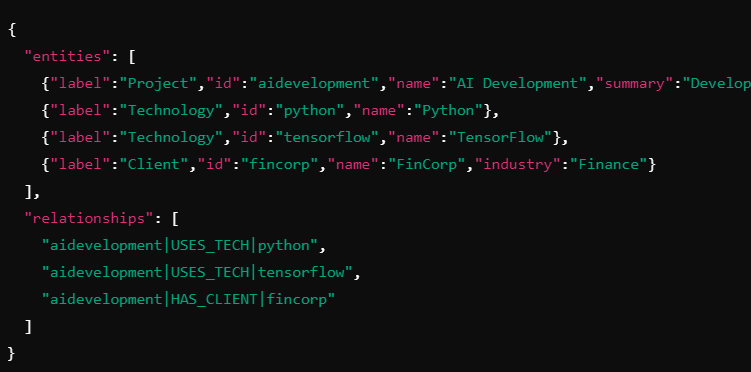 {
"entities": [
{"label":"Project","id":"aidevelopment","name":"AI Development","summary":"Develop
{"label":"Technology","id":"python","name":"Python"},
{"label":"Technology","id":"tensorflow","name":"TensorFlow"},
{"label":"Client","id":"fincorp","name":"FinCorp","industry":"Finance"}
],
"relationships": [
"aidevelopment|USES_TECH|python",
"aidevelopment|USES_TECH|tensorflow",
"aidevelopment|HAS_CLIENT|fincorp"
]
}